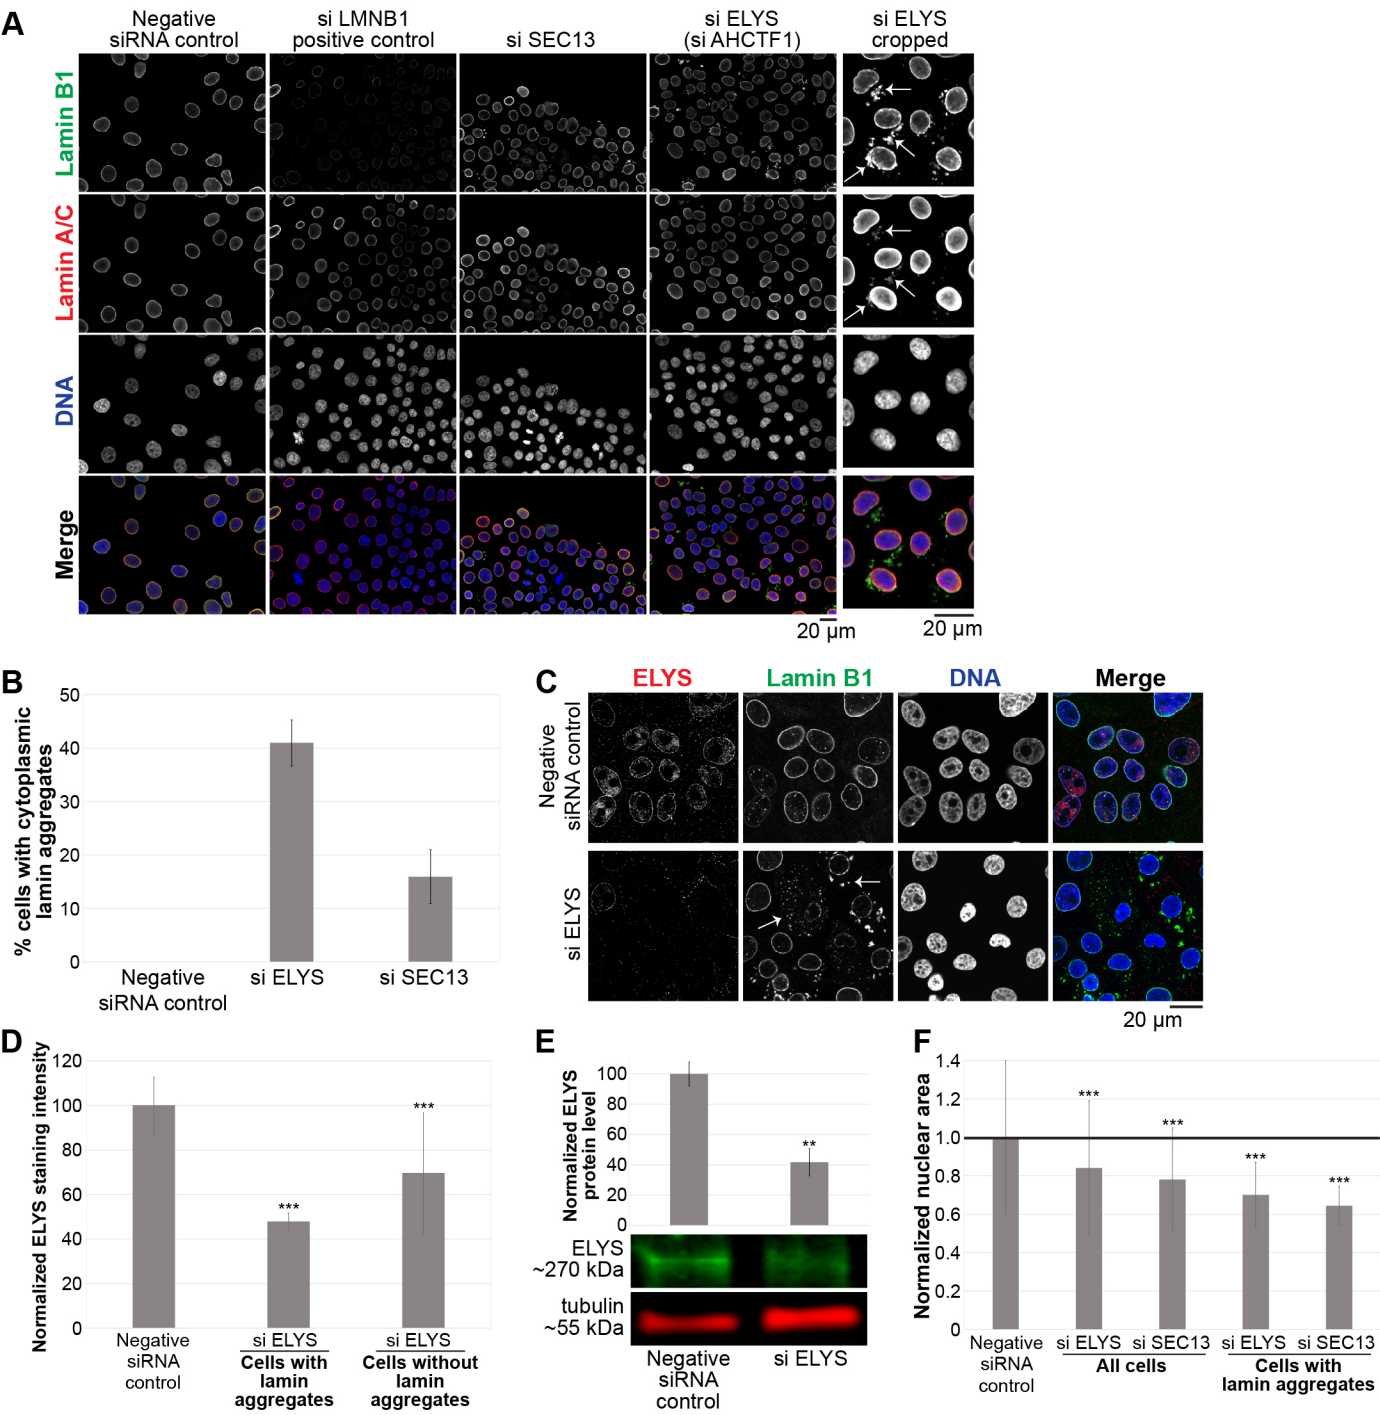 A
Negative
siRNA control
si LMNB1
positive control
si SEC13
si ELYS
(si AHCTF1)
si ELYS
cropped
Lamin B1
Lamin A/C
DNA
Merge
20 µm
20 µm
B
% cells with cytoplasmic
lamin aggregates
50
40
30
20
10
0
Negative
siRNA control
si ELYS
si SEC13
C
ELYS
Lamin B1
DNA
Merge
Negative
siRNA control
si ELYS
20 µm
D
Normalized ELYS staining intensity
120
100
80
60
40
20
0
***
***
Negative
siRNA
control
si ELYS
Cells with
lamin
aggregates
si ELYS
Cells without
lamin
aggregates
E
Normalized ELYS
protein level
100
80
60
40
20
0
**
ELYS
~270 kDa
tubulin
~55 kDa
Negative
siRNA
control
si ELYS
F
Normalized nuclear area
1.4
1.2
1.0
0.8
0.6
0.4
0.2
0
***
***
***
***
Negative
siRNA
control
si ELYS si SEC13
All cells
si ELYS si SEC13
Cells with
lamin aggregates